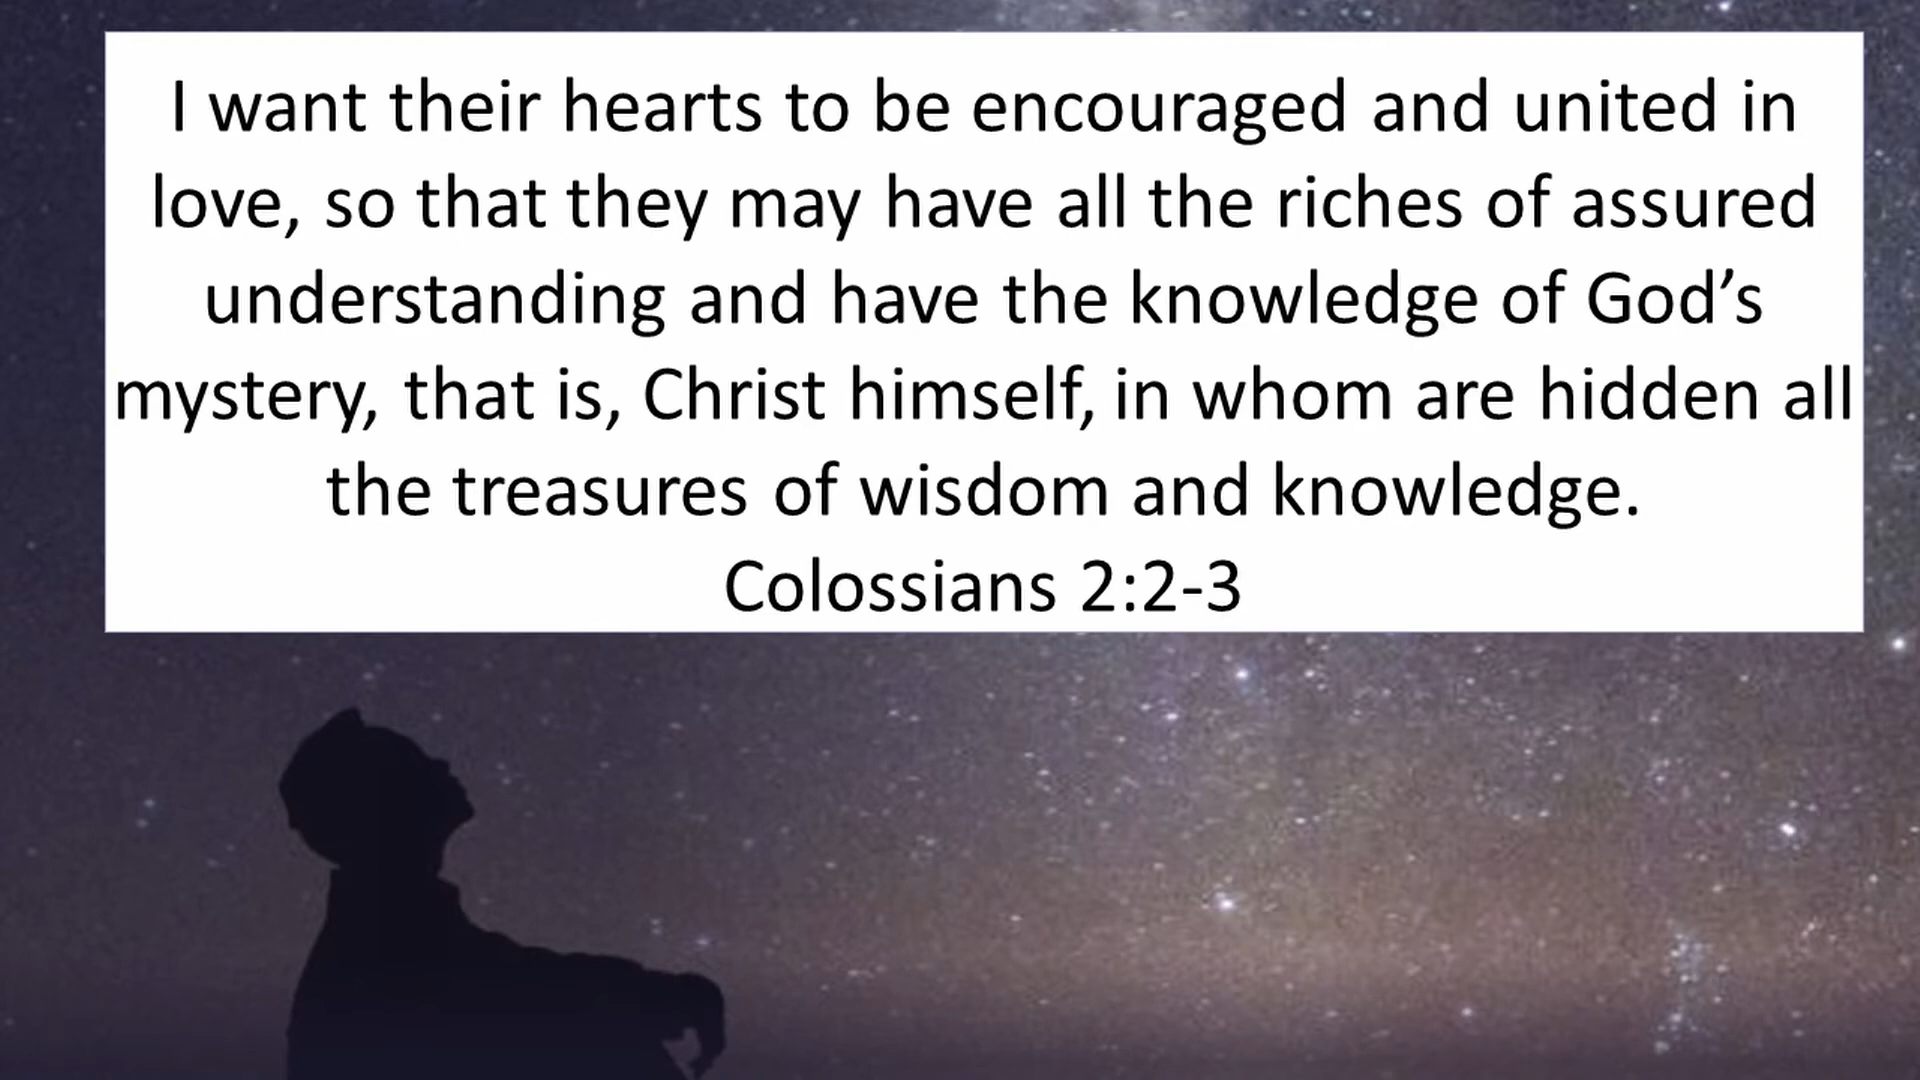 I want their hearts to be encouraged and united in
love, so that they may have all the riches of assured
understanding and have the knowledge of God’s
mystery, that is, Christ himself, in whom are hidden all
the treasures of wisdom and knowledge.
Colossians 2:2-3